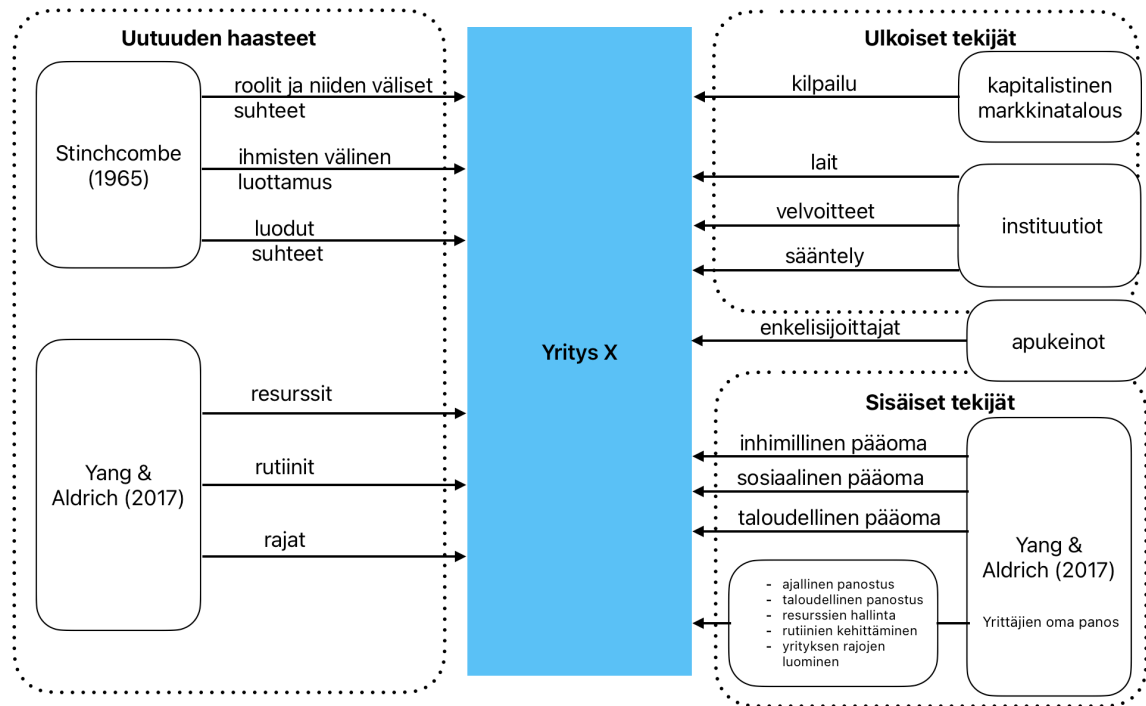 Uutuuden haasteet
Stinchcombe
(1965)
roolit ja niiden väliset
suhteet
ihmisten välinen
luottamus
luodut
suhteet
Yang &
Aldrich (2017)
resurssit
rutiinit
rajat
Yritys X
Ulkoiset tekijät
kilpailu
kapitalistinen
markkinatalous
lait
velvoitteet
sääntely
instituutiot
enkelisijoittajat
apukeinot
Sisäiset tekijät
inhimillinen pääoma
sosiaalinen pääoma
taloudellinen pääoma
Yang &
Aldrich (2017)
Yrittäjien oma panos
- ajallinen panostus
- taloudellinen panostus
- resurssien hallinta
- rutiinien kehittäminen
- yrityksen rajojen
luominen